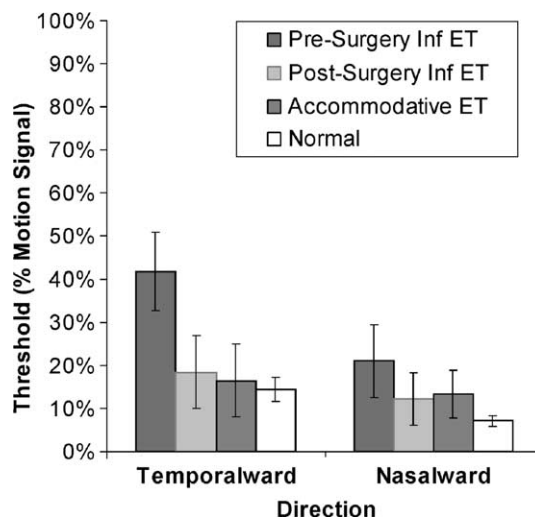 100%
90%
80%
70%
60%
50%
40%
30%
20%
10%
0%
Threshold (% Motion Signal)
Pre-Surgery Inf ET
Post-Surgery Inf ET
Accommodative ET
Normal
Temporalward Nasalward
Direction